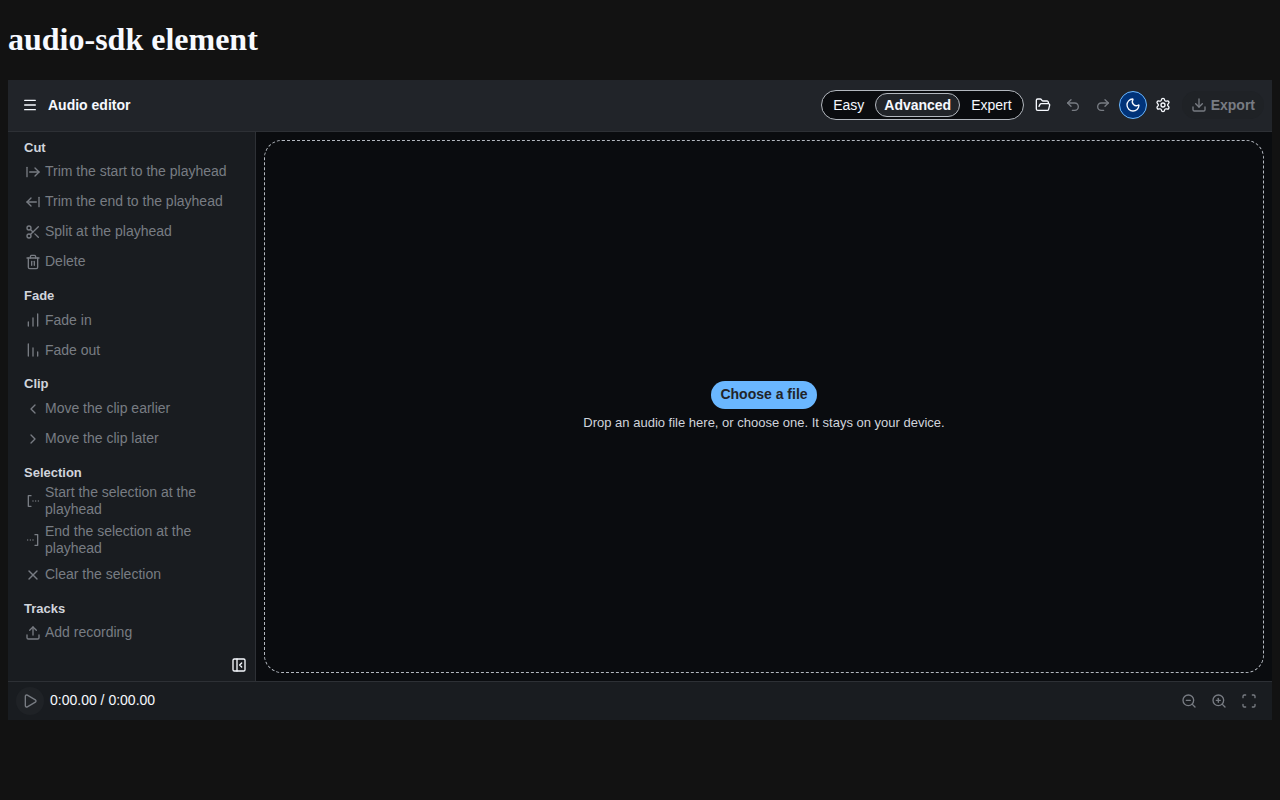 audio-sdk element
Audio editor
Easy
Advanced
Expert
Export
Cut
Trim the start to the playhead
Trim the end to the playhead
Split at the playhead
Delete
Fade
Fade in
Fade out
Clip
Move the clip earlier
Move the clip later
Selection
Start the selection at the
playhead
End the selection at the
playhead
Clear the selection
Tracks
Add recording
Choose a file
Drop an audio file here, or choose one. It stays on your device.
0:00.00 / 0:00.00